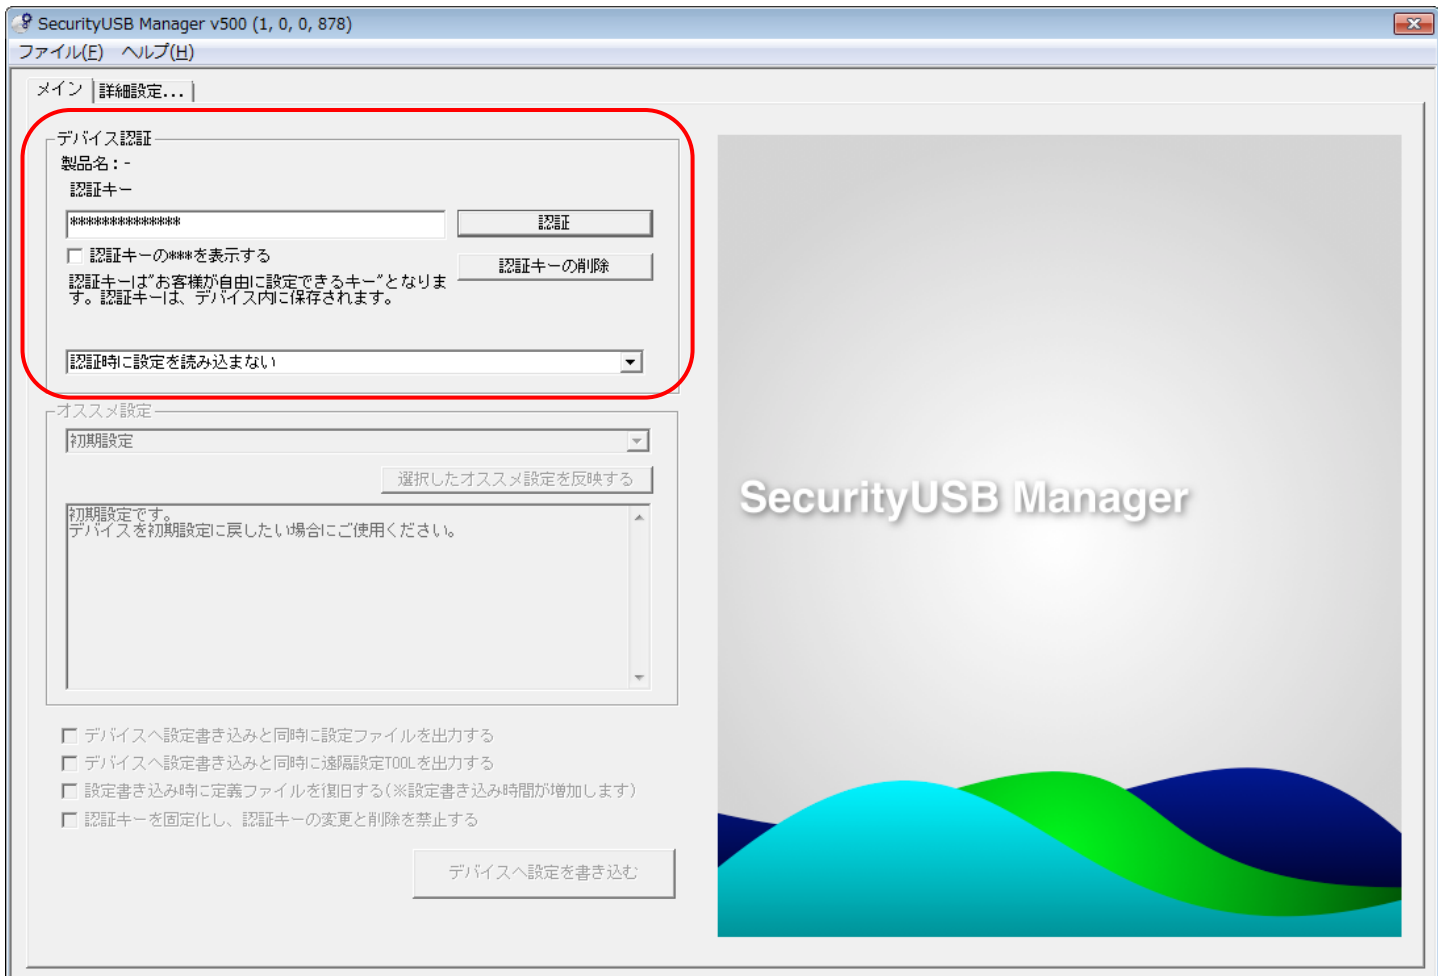 SecurityUSB Manager v500 (1, 0, 0, 878)
ファイル(F) ヘルプ(H)
メイン 詳細設定...
デバイス認証
製品名：-
認証キー
************** 認証
認証キーの***を表示する
認証キーの削除
認証キーは"お客様が自由に設定できるキー"となりま
す。認証キーは、デバイス内に保存されます。
認証時に設定を読み込まない
オススメ設定
初期設定
選択したオススメ設定を反映する
初期設定です。
デバイスを初期設定に戻したい場合にご使用ください。
デバイスへ設定書き込みと同時に設定ファイルを出力する
デバイスへ設定書き込みと同時に遠隔設定TOOLを出力する
設定書き込み時に定義ファイルを復旧する(※設定書き込み時間が増加します)
認証キーを固定化し、認証キーの変更と削除を禁止する
デバイスへ設定を書き込む
SecurityUSB Manager